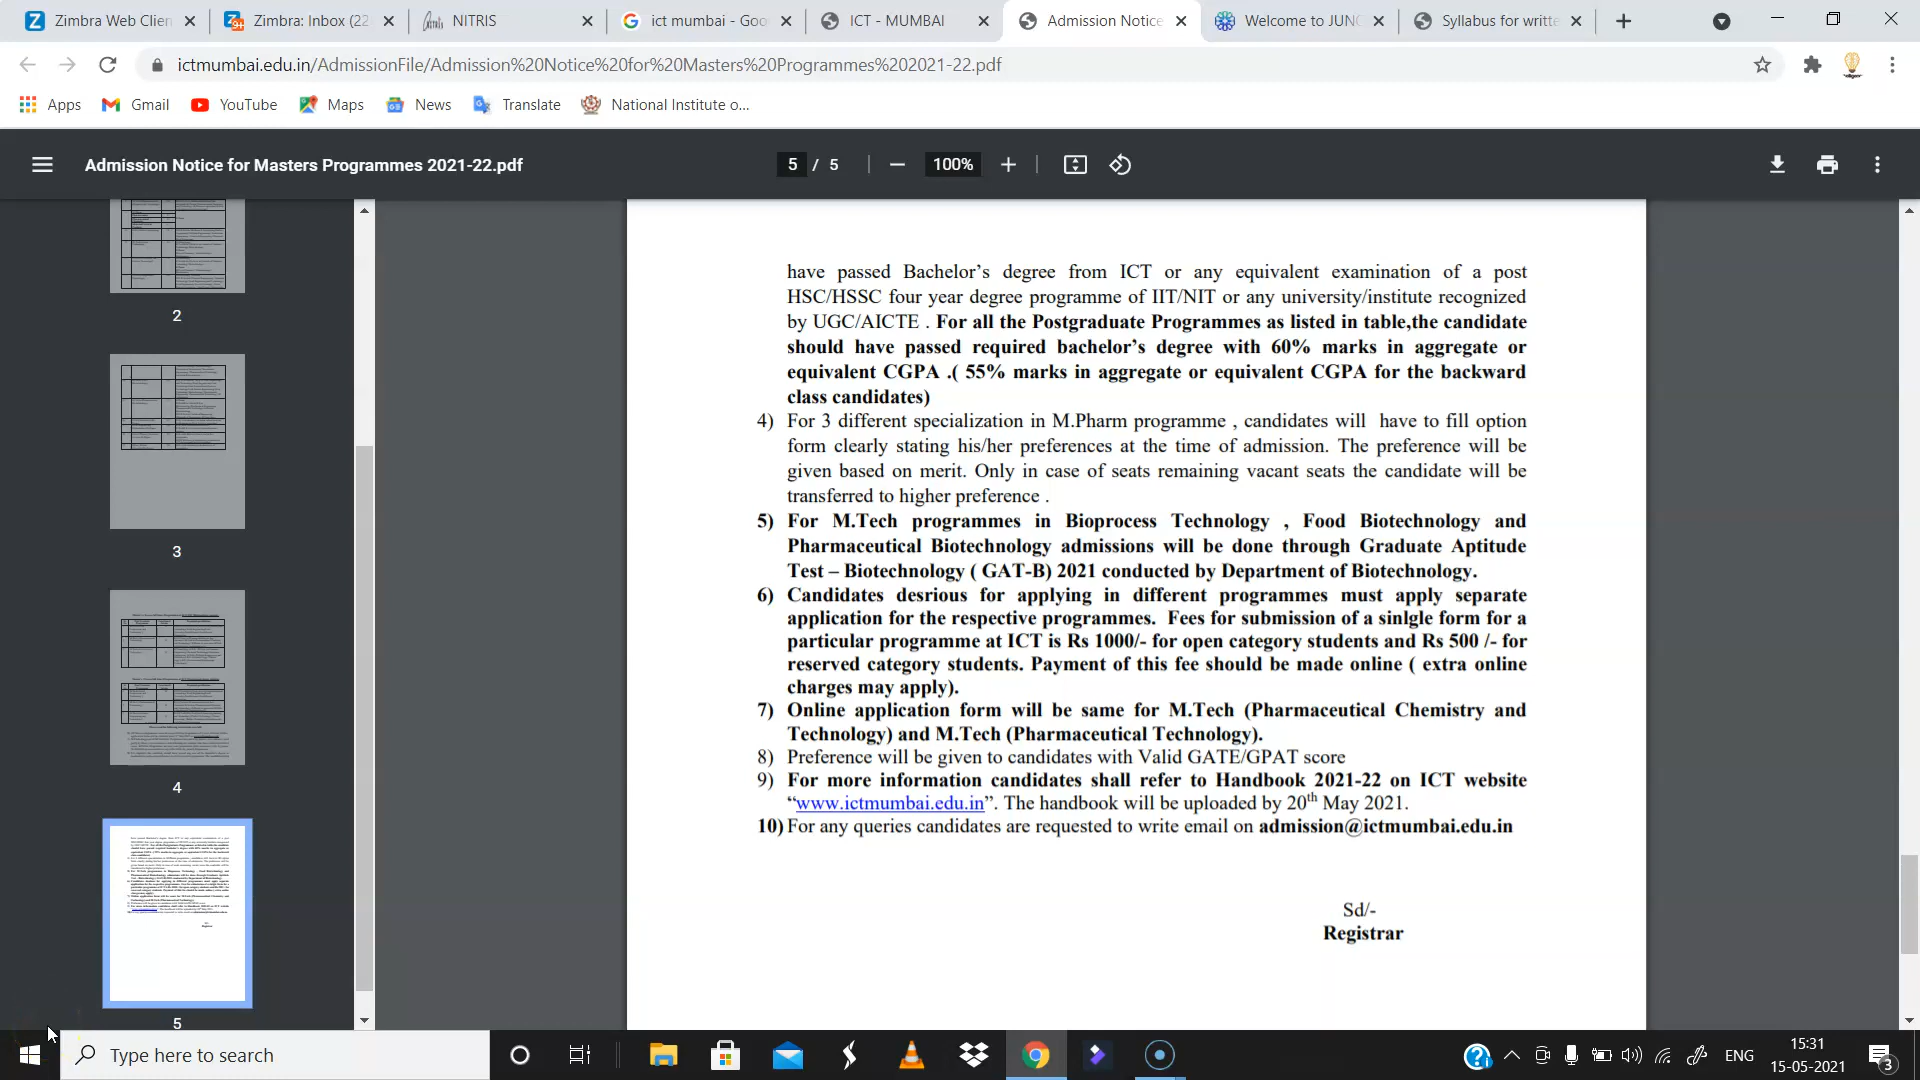 Zimbra Web Clien
Zimbra: Inbox (22
NITRIS
ict mumbai - Goo
ICT - MUMBAI
Admission Notice
Welcome to JUNO
Syllabus for writte
ictmumbai.edu.in/AdmissionFile/Admission%20Notice%20for%20Masters%20Programmes%202021-22.pdf
Apps
Gmail
YouTube
Maps
News
Translate
National Institute o...
Admission Notice for Masters Programmes 2021-22.pdf
5 / 5
100%
2
3
4
5
have passed Bachelor's degree from ICT or any equivalent examination of a post
HSC/HSSC four year degree programme of IIT/NIT or any university/institute recognized
by UGC/AICTE . For all the Postgraduate Programmes as listed in table,the candidate
should have passed required bachelor's degree with 60% marks in aggregate or
equivalent CGPA .( 55% marks in aggregate or equivalent CGPA for the backward
class candidates)
4) For 3 different specialization in M.Pharm programme , candidates will have to fill option
form clearly stating his/her preferences at the time of admission. The preference will be
given based on merit. Only in case of seats remaining vacant seats the candidate will be
transferred to higher preference .
5) For M.Tech programmes in Bioprocess Technology , Food Biotechnology and
Pharmaceutical Biotechnology admissions will be done through Graduate Aptitude
Test – Biotechnology ( GAT-B) 2021 conducted by Department of Biotechnology.
6) Candidates desrious for applying in different programmes must apply separate
application for the respective programmes. Fees for submission of a sinlgle form for a
particular programme at ICT is Rs 1000/- for open category students and Rs 500 /- for
reserved category students. Payment of this fee should be made online ( extra online
charges may apply).
7) Online application form will be same for M.Tech (Pharmaceutical Chemistry and
Technology) and M.Tech (Pharmaceutical Technology).
8) Preference will be given to candidates with Valid GATE/GPAT score
9) For more information candidates shall refer to Handbook 2021-22 on ICT website
“www.ictmumbai.edu.in”. The handbook will be uploaded by 20th May 2021.
10) For any queries candidates are requested to write email on admission@ictmumbai.edu.in
Sd/-
Registrar
Type here to search
ENG
15:31
15-05-2021
3